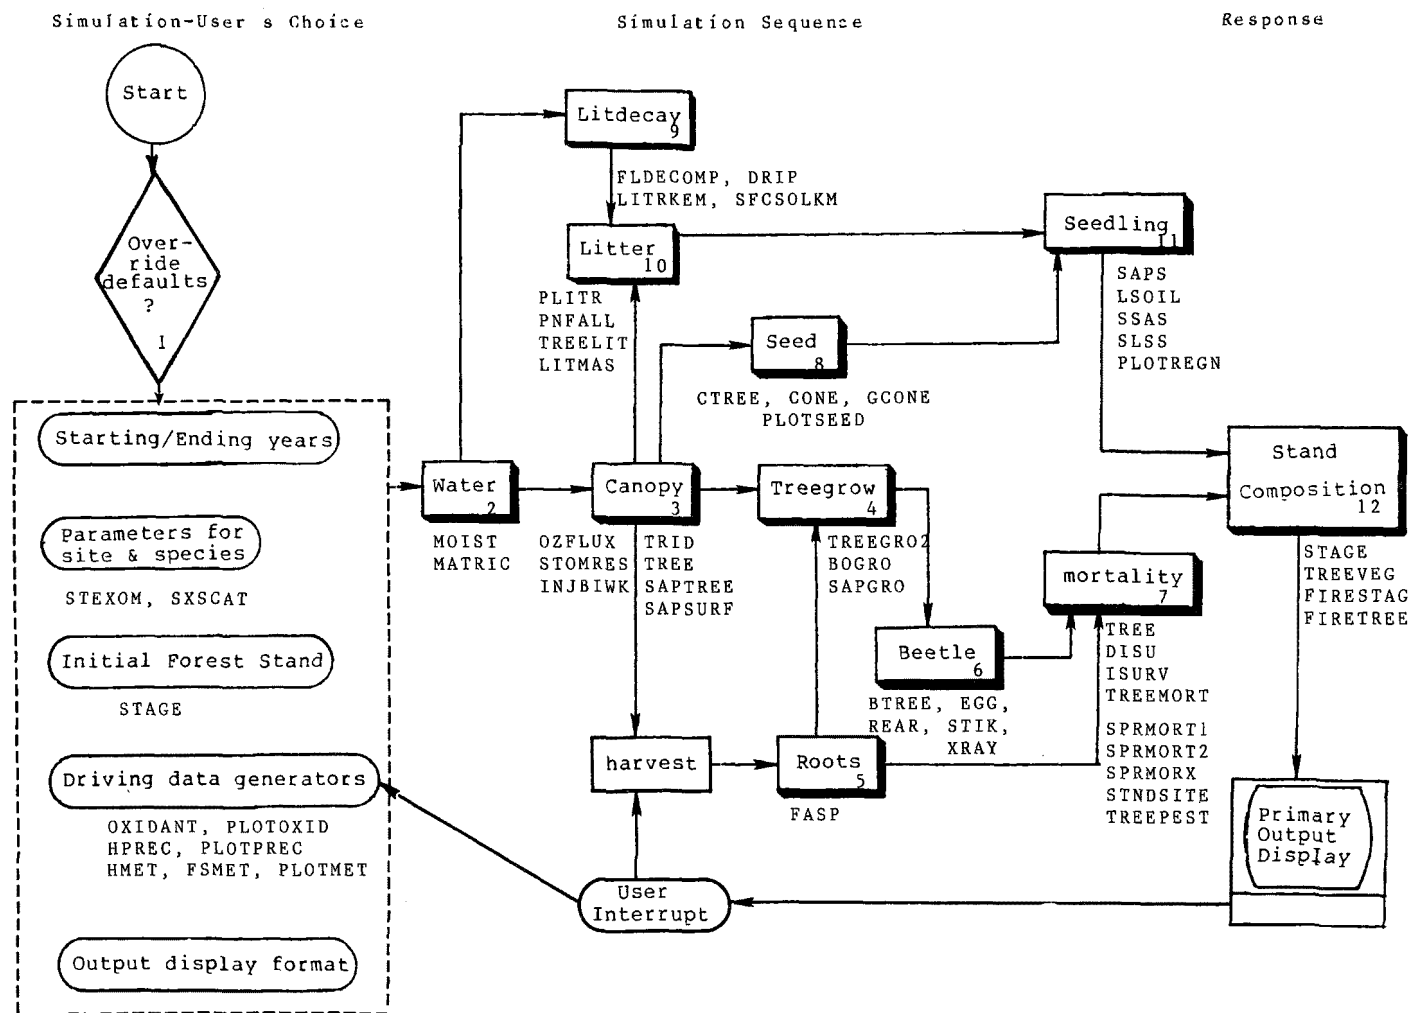 Simulation-User s Choice
Simulation Sequence
Response
Start
Over-
ride
defaults
?
1
Starting/Ending years
Parameters for
site & species
STEXOM, SXSCAT
Initial Forest Stand
STAGE
Driving data generators
OXIDANT, PLOTOXID
HPREC, PLOTPREC
HMET, FSMET, PLOTMET
Output display format
Water
2
MOIST
MATRIC
Litdecay
9
FLDECOMP, DRIP
LITRKEM, SFCSOLKM
Litter
10
PLITR
PNFALL
TREELIT
LITMAS
Seed
8
CTREE, CONE, GCONE
PLOTSEED
Canopy
3
OZFLUX
STOMRES
INJBIWK
TRID
TREE
SAPTREE
SAPSURF
Treegrow
4
TREEGRO2
BOGRO
SAPGRO
Beetle
6
BTREE, EGG,
REAR, STIK,
XRAY
harvest
Roots
5
FASP
User
Interrupt
Seedling
11
SAPS
LSOIL
SSAS
SLSS
PLOTREGN
mortality
7
TREE
DISU
ISURV
TREEMORT
SPRMORT1
SPRMORT2
SPRMORX
STNDSITE
TREEPEST
Stand
Composition
12
STAGE
TREEVEG
FIRESTAG
FIRETREE
Primary
Output
Display